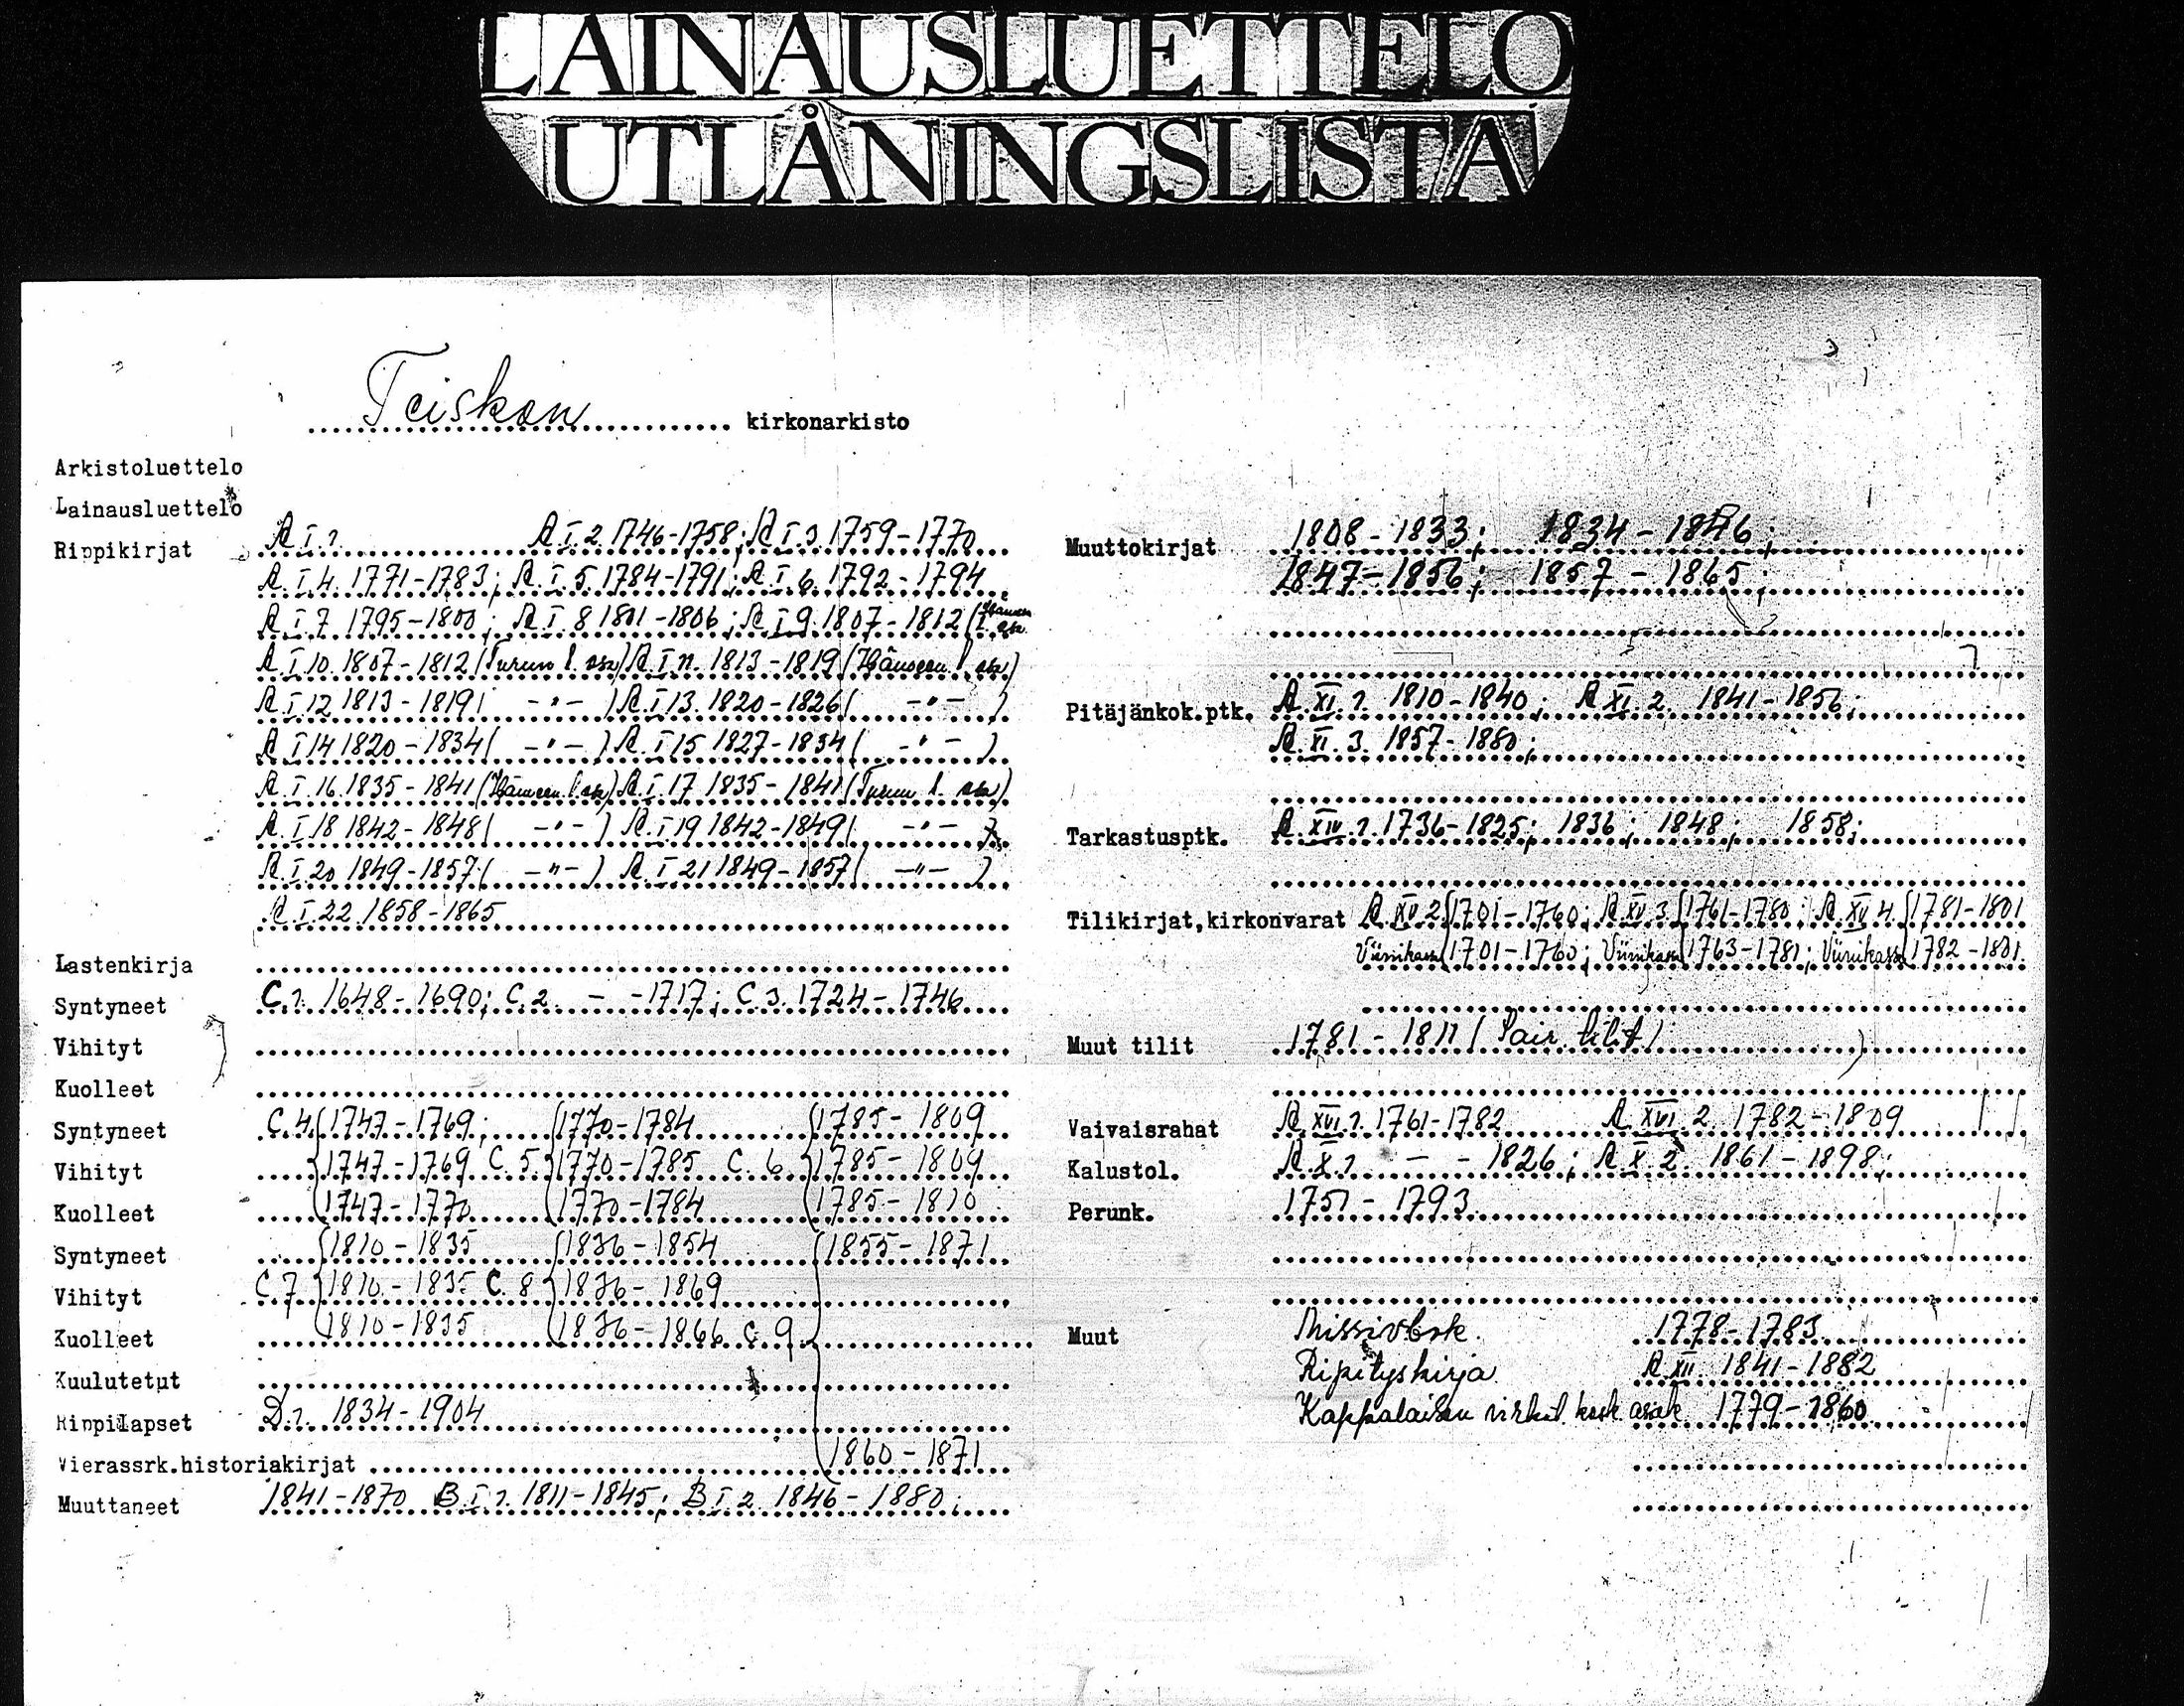 LAINAUSLUETTELO
UTLÅNINGSLISTA
Teiskon kirkonarkisto
Arkistoluettelo
Lainausluettelo
Rippikirjat A I.1. A.I.2 1746-1758; A I 3 1759-1770
A.I.4. 1771-1783; A.I.5. 1784-1791; A I.6. 1792-1794
A I.7 1795-1800; A I. 8 1801-1806; A I 9. 1807-1812 (Hämeen l. osa
A.I.10. 1807-1812 (Turun l. osa) A.I.11. 1813-1819 (Hämeen l. osa)
A.I.12 1813-1819( -"- ) A.I.13. 1820-1826( -"- )
A I 14 1820-1834( -"- ) A.I 15 1827-1834( -"- )
A.I.16. 1835-1841 (Hämeen l. osa) A.I.17 1835-1841 (Turun l. osa)
A.I.18 1842-1848( -"- ) A.I 19 1842-1849( -"- )
A.I.20 1849-1857( -"- ) A.I 21 1849-1857( -"- )
A.I.22 1858-1865
Lastenkirja
Syntyneet C.1. 1648-1690; C.2. - -1717; C 3. 1724-1746
Vihityt
Kuolleet
Syntyneet C.4 1747-1769; 1770-1784 1785-1809
Vihityt 1747-1769 C.5. 1770-1785 C.6. 1785-1809
Kuolleet 1747-1770 1770-1784 1785-1810
Syntyneet 1810-1835 1836-1854 1855-1871
Vihityt C.7 1810-1835 C.8 1836-1869
Kuolleet 1810-1835 1836-1866 C.9.
Kuulutetut
Rippilapset D.1. 1834-1904
Vierassrk.historiakirjat 1860-1871
Muuttaneet 1841-1870 B.I.1. 1811-1845; B I 2. 1846-1880;
Muuttokirjat 1808-1833; 1834-1846;
1847-1856; 1857-1865;
Pitäjänkok.ptk. A.XI.1. 1810-1840; A XI.2. 1841-1856;
A.XI.3. 1857-1880;
Tarkastusptk. A.XIV.1. 1736-1825; 1836; 1848; 1858;
Tilikirjat,kirkonvarat A.XV 2. 1701-1760; A XV 3. 1761-1780; A XV 4. 1781-1801
Viinikassa 1701-1760; Viinikassa 1763-1781; Viinikassa 1782-1801.
Muut tilit 1781-1811 ( tilit)
Vaivaisrahat A.XVI.1. 1761-1782 A.XVI.2. 1782-1809
Kalustol. A.X.1. - - 1826; A X.2. 1861-1898;
Perunk. 1751-1793
Muut Missivbok. 1778-1783
Ripityskirja. A XII. 1841-1882
Kappalaisen virkat. kosk. asiak. 1779-1860